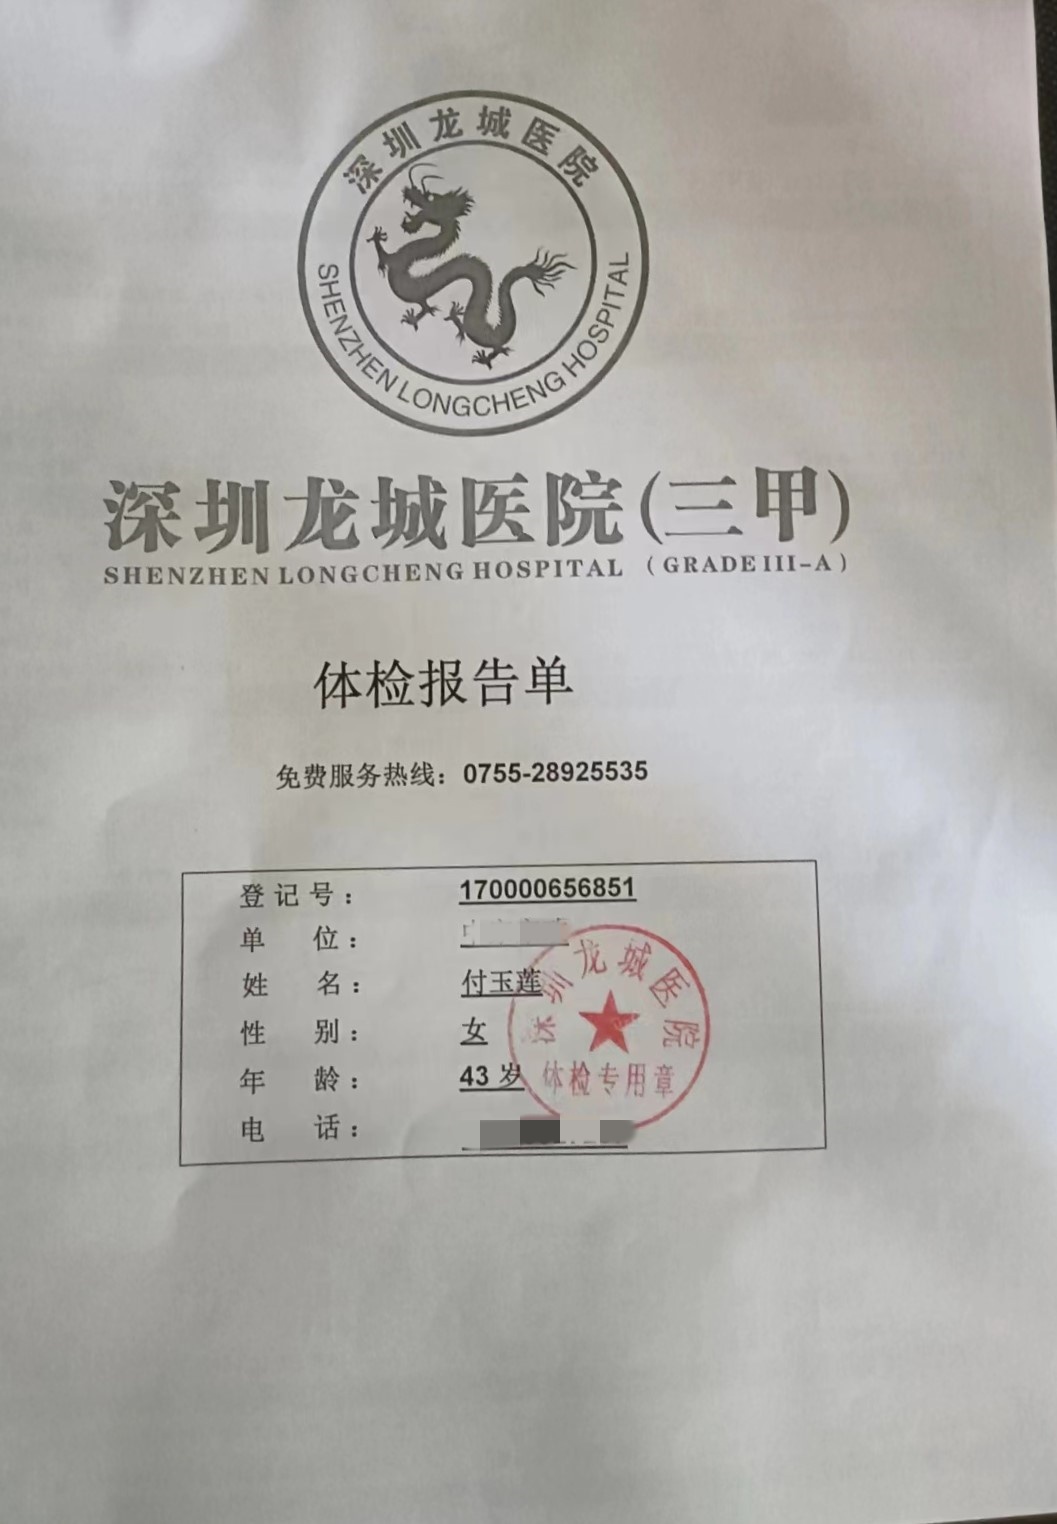 深圳龙城医院
SHENZHEN LONGCHENG HOSPITAL
深圳龙城医院(三甲)
SHENZHEN LONGCHENG HOSPITAL (GRADE III-A)
体检报告单
免费服务热线：0755-28925535
登记号： 170000656851
单 位：
姓 名： 付玉莲
性 别： 女
年 龄： 43 岁
电 话：
深圳龙城医院
体检专用章